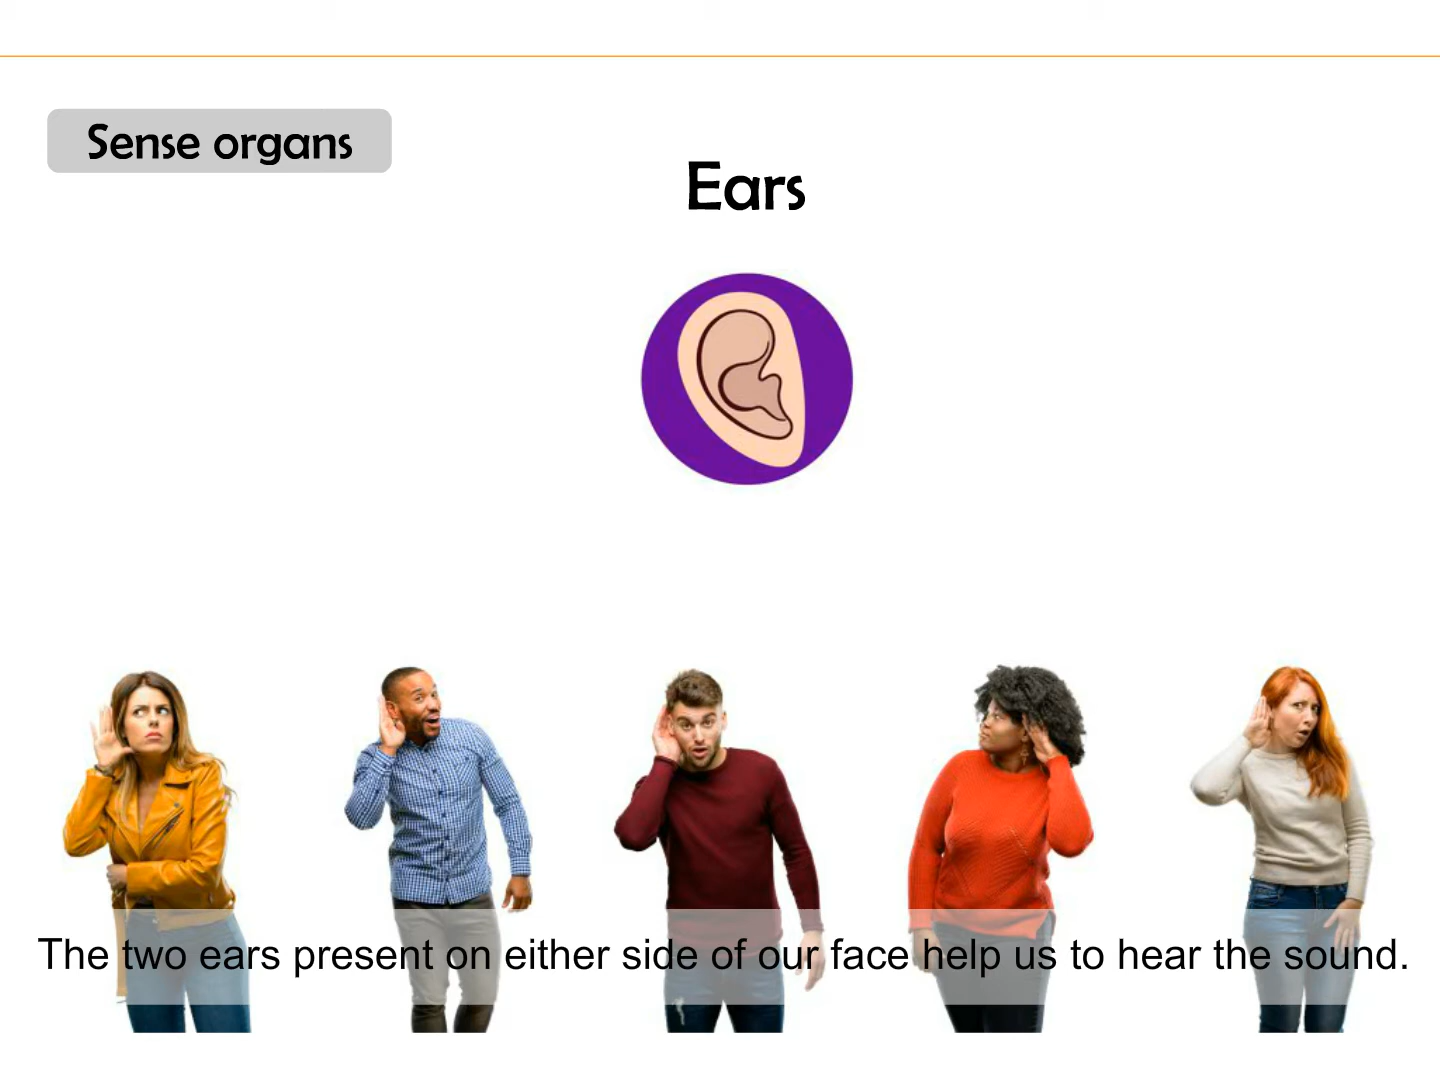 Sense organs
Ears
The two ears present on either side of our face help us to hear the sound.